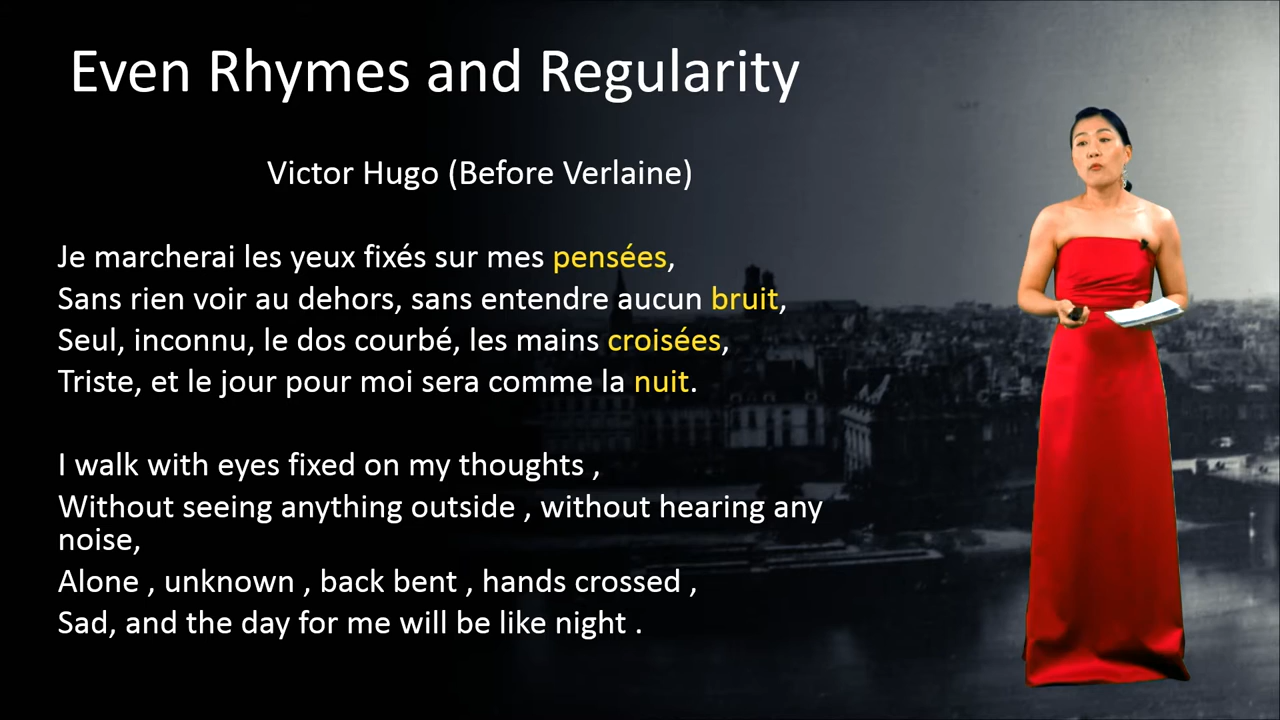 Even Rhymes and Regularity
Victor Hugo (Before Verlaine)
Je marcherai les yeux fixés sur mes pensées,
Sans rien voir au dehors, sans entendre aucun bruit,
Seul, inconnu, le dos courbé, les mains croisées,
Triste, et le jour pour moi sera comme la nuit.
I walk with eyes fixed on my thoughts ,
Without seeing anything outside , without hearing any
noise,
Alone , unknown , back bent , hands crossed ,
Sad, and the day for me will be like night .